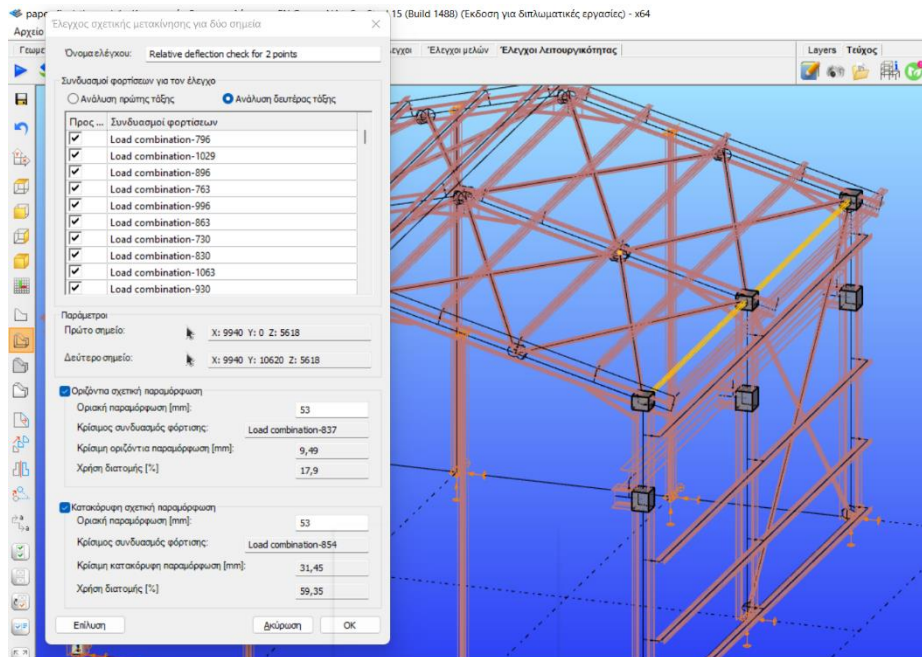 15 (Build 1488) (Έκδοση για διπλωματικές εργασίες) - x64
Έλεγχος σχετικής μετακίνησης για δύο σημεία
Αρχείο
Έλεγχοι μελών Έλεγχοι Λειτουργικότητας
Layers Τεύχος
Όνομα ελέγχου: Relative deflection check for 2 points
Συνδυασμοί φορτίσεων για τον έλεγχο
Ανάλυση πρώτης τάξης Ανάλυση δευτέρας τάξης
Προς ... Συνδυασμοί φορτίσεων
Load combination-796
Load combination-1029
Load combination-896
Load combination-763
Load combination-996
Load combination-863
Load combination-730
Load combination-830
Load combination-1063
Load combination-930
Παράμετροι
Πρώτο σημείο: X: 9940 Y: 0 Z: 5618
Δεύτερο σημείο: X: 9940 Y: 10620 Z: 5618
Οριζόντια σχετική παραμόρφωση
Οριακή παραμόρφωση [mm]: 53
Κρίσιμος συνδυασμός φόρτισης: Load combination-837
Κρίσιμη οριζόντια παραμόρφωση [mm]: 9,49
Χρήση διατομής [%] 17,9
Κατακόρυφη σχετική παραμόρφωση
Οριακή παραμόρφωση [mm]: 53
Κρίσιμος συνδυασμός φόρτισης: Load combination-854
Κρίσιμη κατακόρυφη παραμόρφωση [mm]: 31,45
Χρήση διατομής [%] 59,35
Επίλυση Ακύρωση OK